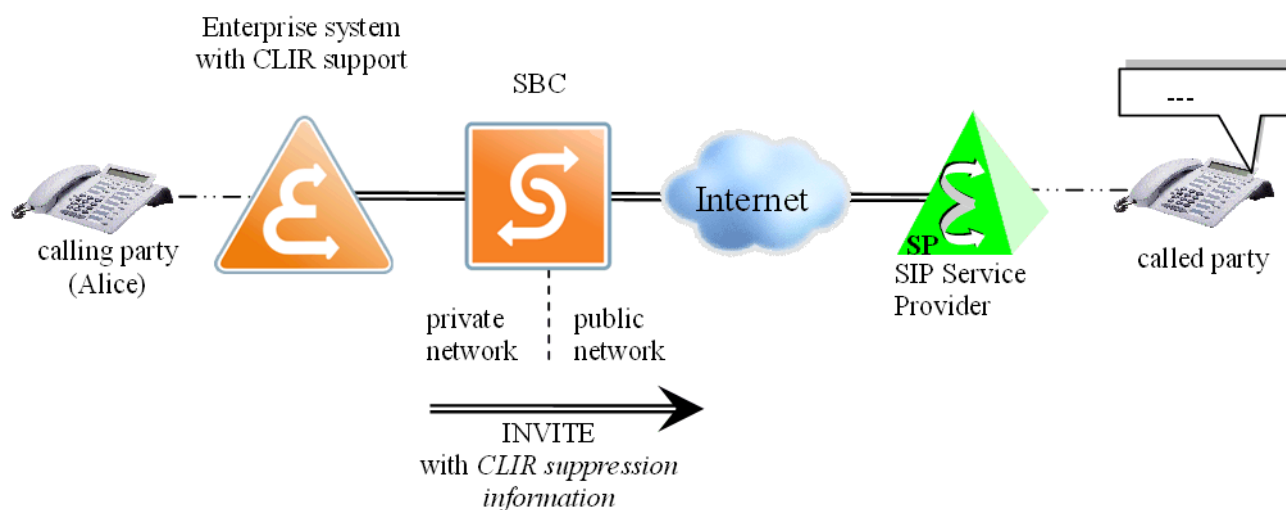 Enterprise system
with CLIR support
SBC
---
Internet
calling party
(Alice)
SP
SIP Service
Provider
called party
private
network
public
network
INVITE
with CLIR suppression
information